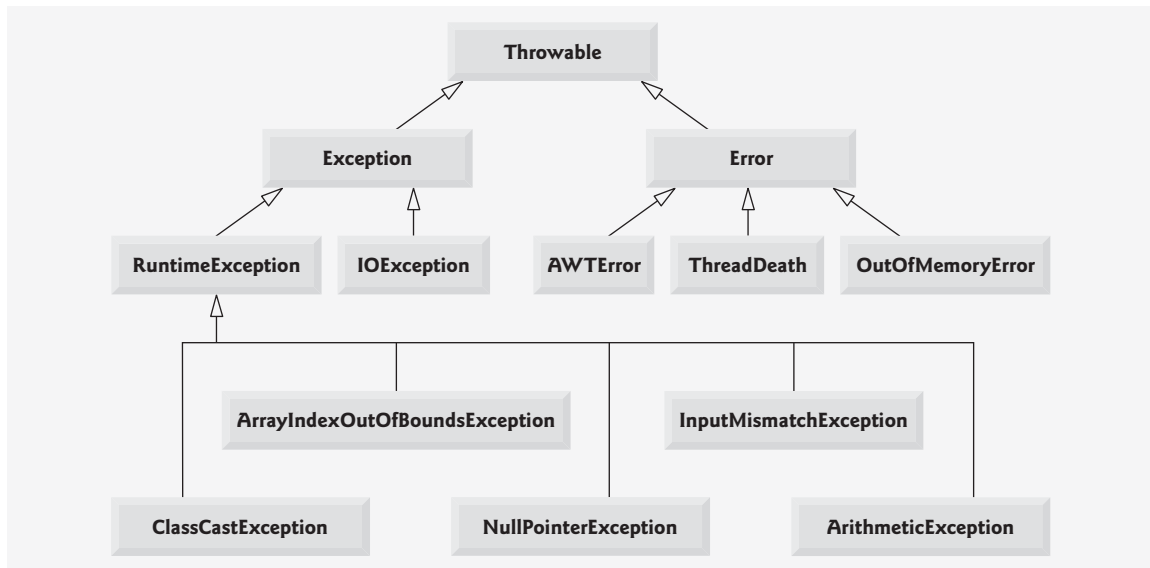 Throwable
Exception
Error
RuntimeException
IOException
AWTError
ThreadDeath
OutOfMemoryError
ArrayIndexOutOfBoundsException
InputMismatchException
ClassCastException
NullPointerException
ArithmeticException